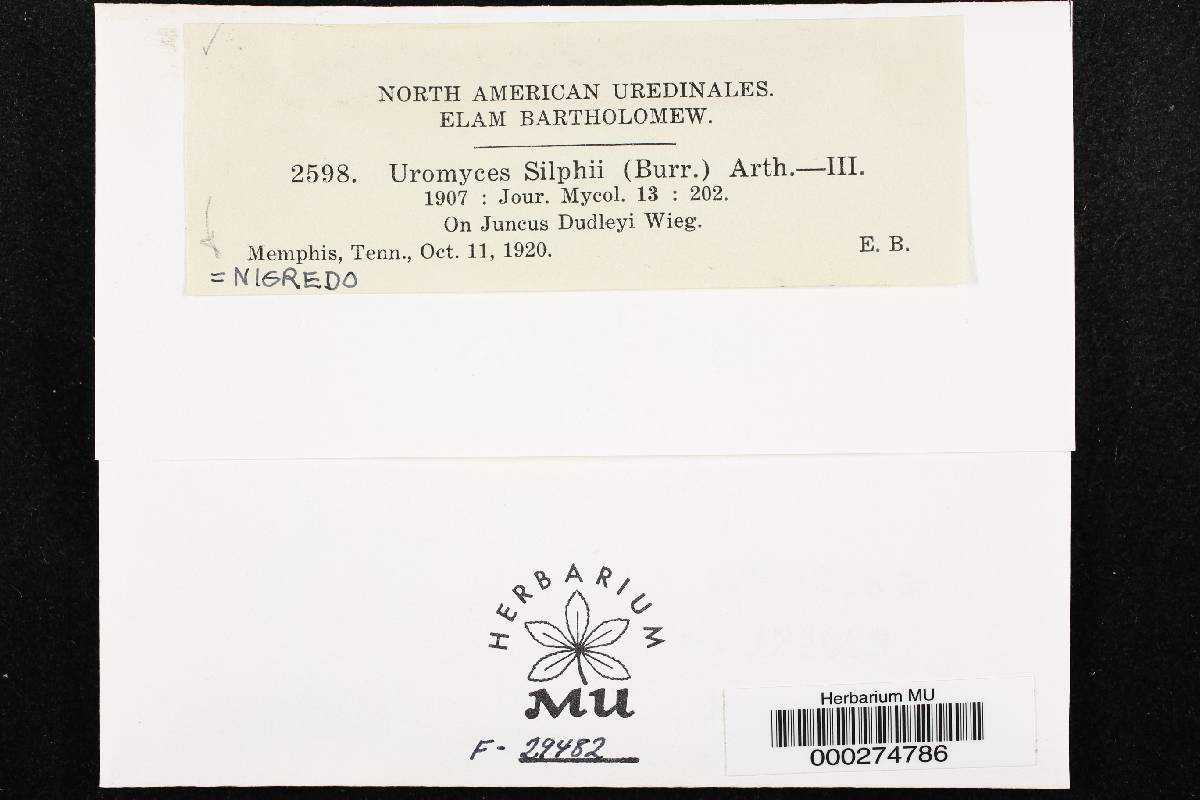 NORTH AMERICAN UREDINALES.
ELAM BARTHOLOMEW.
2598. Uromyces Silphii (Burr.) Arth.—III.
1907 : Jour. Mycol. 13 : 202.
On Juncus Dudleyi Wieg.
Memphis, Tenn., Oct. 11, 1920. E. B.
= NIGREDO
HERBARIUM
MU
F- 29482
Herbarium MU
000274786